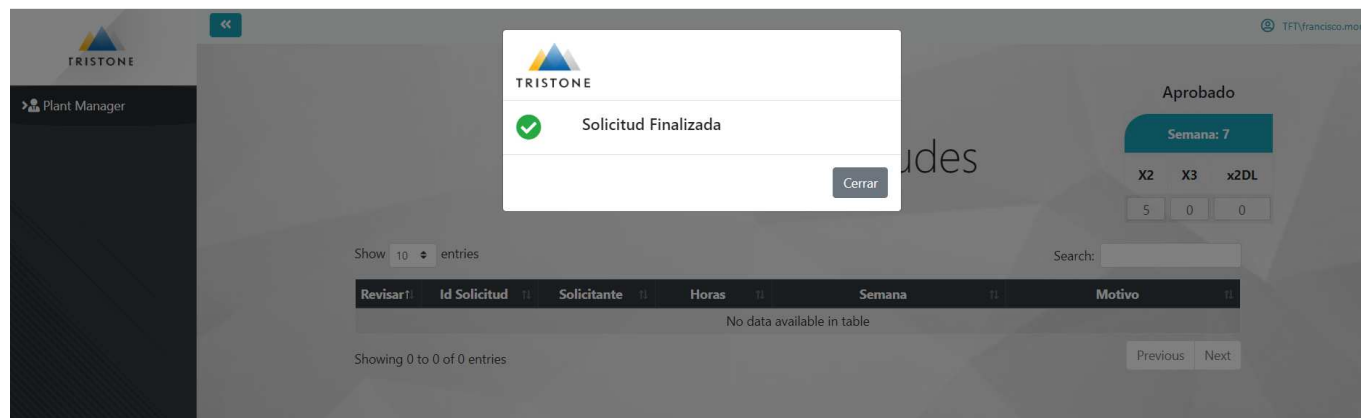 TRISTONE
Plant Manager
TRISTONE
Solicitud Finalizada
Cerrar
udes
Aprobado
Semana: 7
X2 X3 x2DL
5 0 0
Show 10 entries
Search:
Revisar Id Solicitud Solicitante Horas Semana Motivo
No data available in table
Showing 0 to 0 of 0 entries
Previous Next